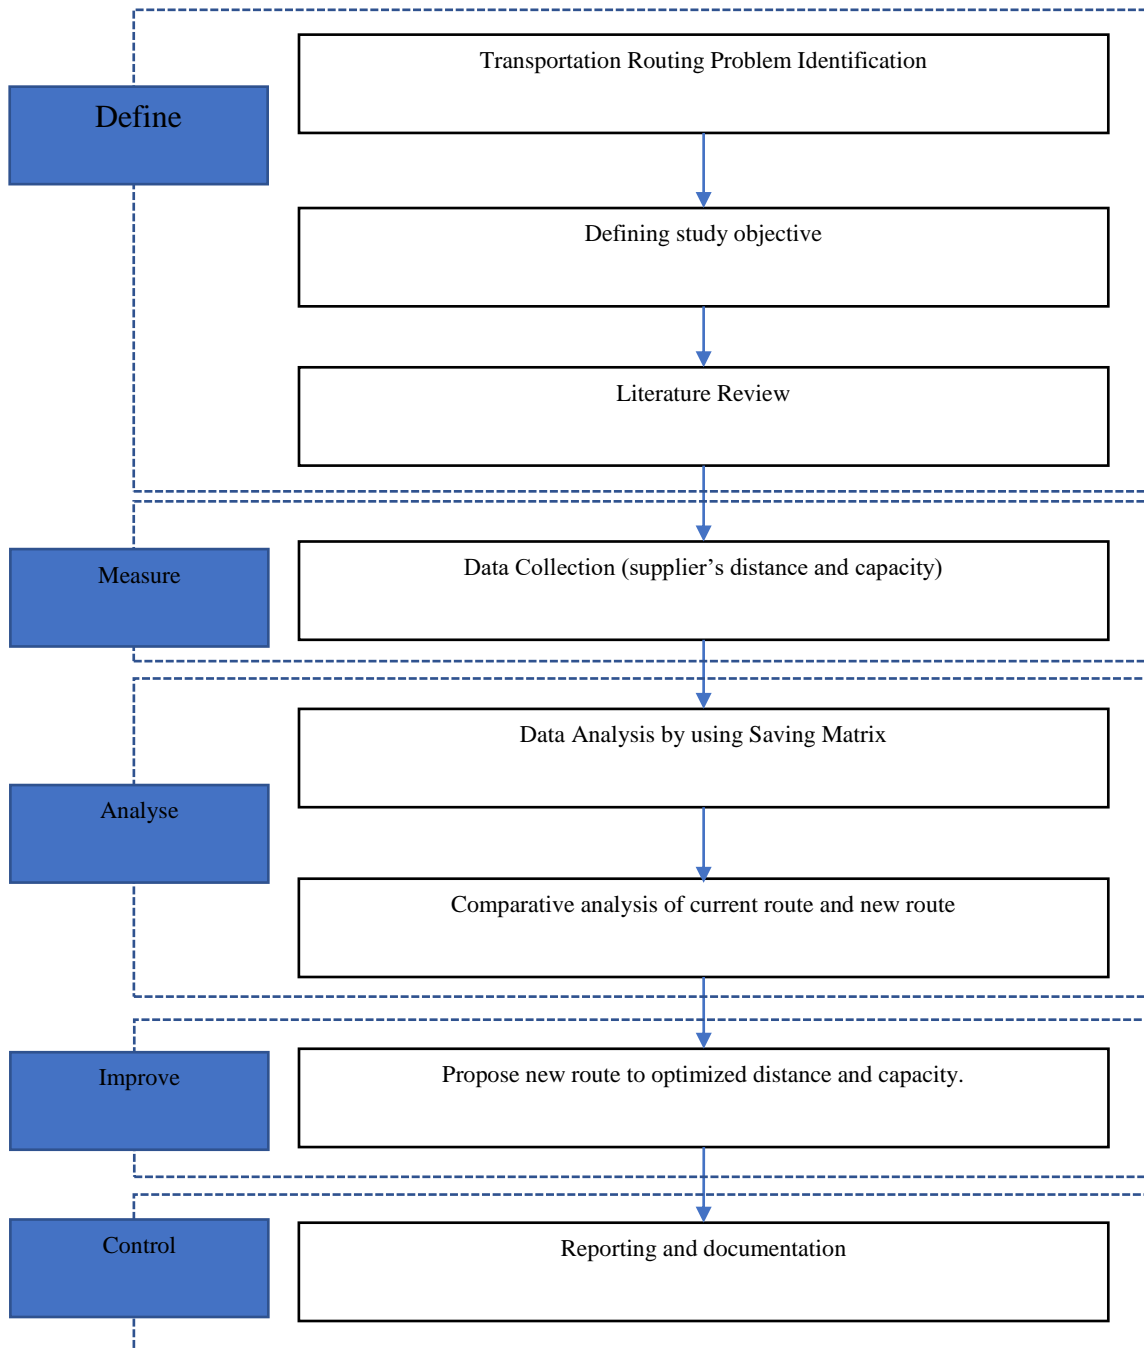 Transportation Routing Problem Identification
Define
Defining study objective
Literature Review
Measure
Data Collection (supplier’s distance and capacity)
Data Analysis by using Saving Matrix
Analyse
Comparative analysis of current route and new route
Improve
Propose new route to optimized distance and capacity.
Control
Reporting and documentation